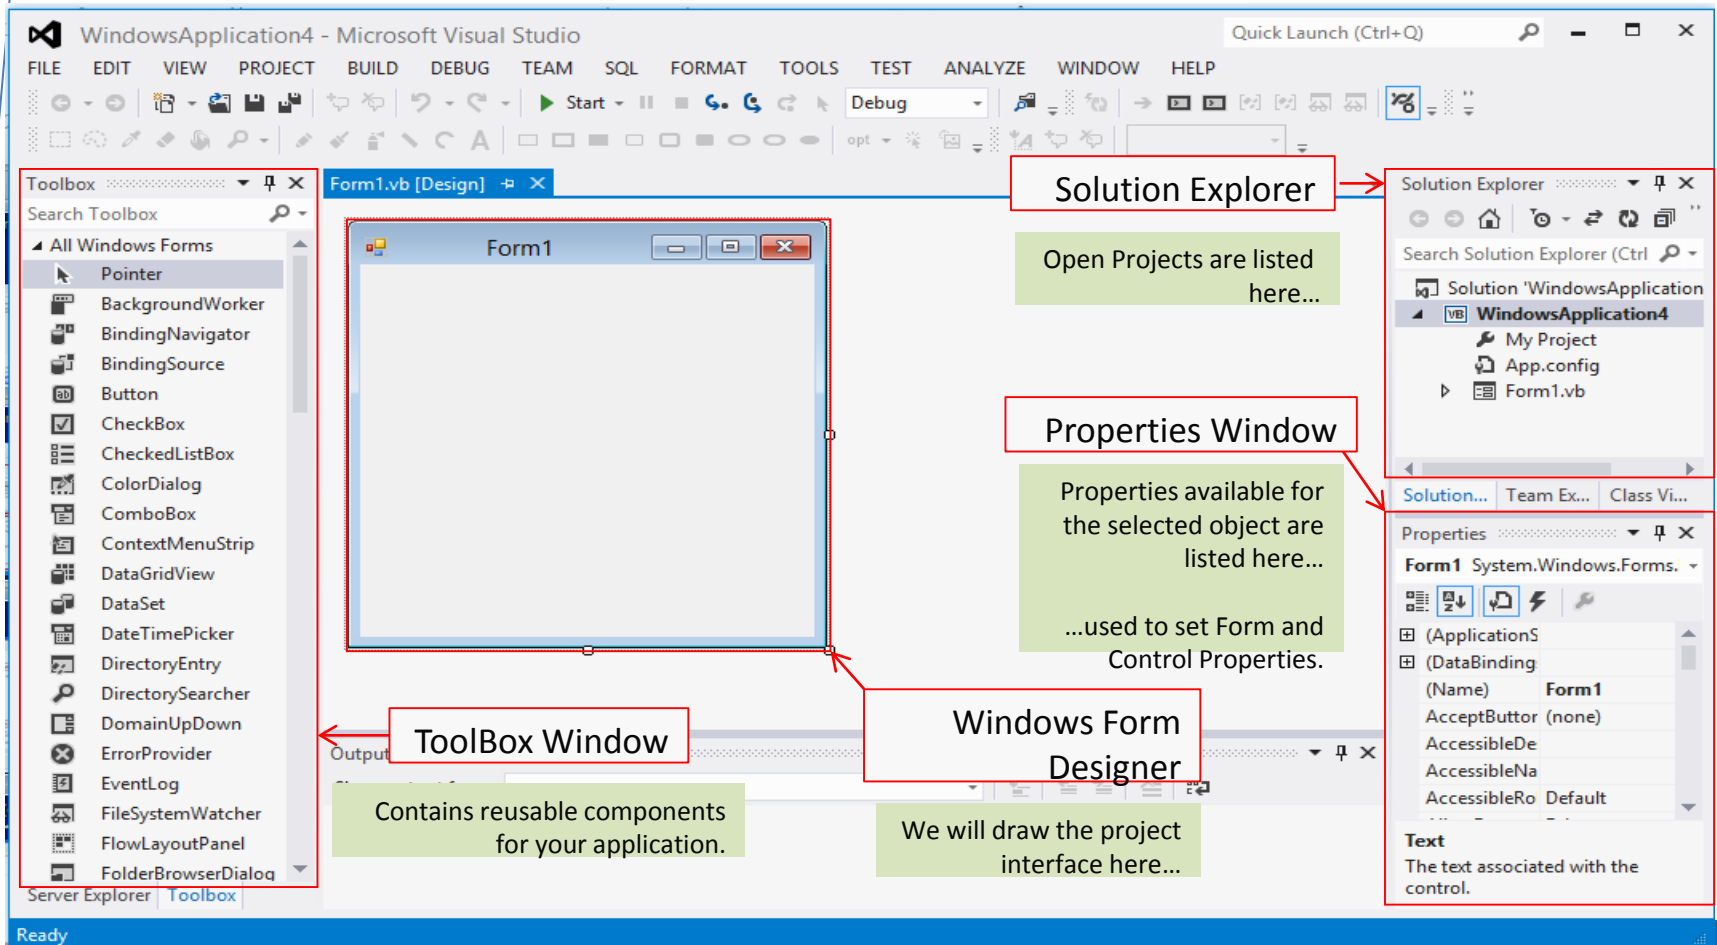 WindowsApplication4 - Microsoft Visual Studio
Quick Launch (Ctrl+Q)
FILE EDIT VIEW PROJECT BUILD DEBUG TEAM SQL FORMAT TOOLS TEST ANALYZE WINDOW HELP
Start
Debug
opt
Toolbox
Search Toolbox
All Windows Forms
Pointer
BackgroundWorker
BindingNavigator
BindingSource
Button
CheckBox
CheckedListBox
ColorDialog
ComboBox
ContextMenuStrip
DataGridView
DataSet
DateTimePicker
DirectoryEntry
DirectorySearcher
DomainUpDown
ErrorProvider
EventLog
FileSystemWatcher
FlowLayoutPanel
FolderBrowserDialog
Server Explorer Toolbox
Form1.vb [Design]
Form1
Solution Explorer
Open Projects are listed
here...
Properties Window
Properties available for
the selected object are
listed here...
...used to set Form and
Control Properties.
Windows Form
Designer
We will draw the project
interface here...
ToolBox Window
Contains reusable components
for your application.
Output
Solution Explorer
Search Solution Explorer (Ctrl
Solution 'WindowsApplication
VB WindowsApplication4
My Project
App.config
Form1.vb
Solution... Team Ex... Class Vi...
Properties
Form1 System.Windows.Forms.
(ApplicationS
(DataBinding
(Name) Form1
AcceptButtor (none)
AccessibleDe
AccessibleNa
AccessibleRo Default
Text
The text associated with the
control.
Ready